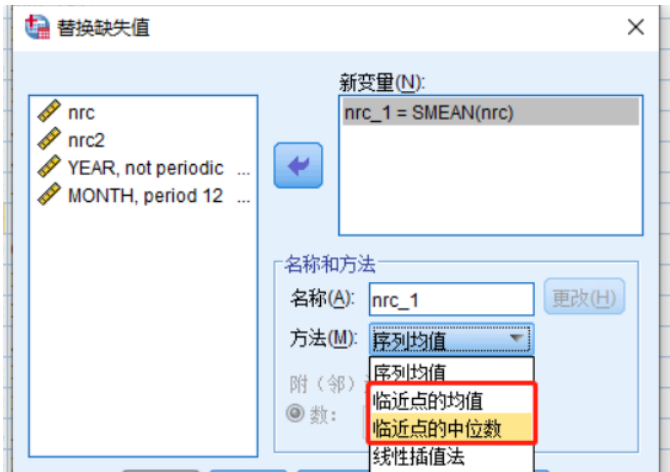 替换缺失值
新变量(N):
nrc
nrc2
YEAR, not periodic ...
MONTH, period 12 ...
nrc_1 = SMEAN(nrc)
名称和方法
名称(A): nrc_1 更改(H)
方法(M): 序列均值
附（邻）
数：
序列均值
临近点的均值
临近点的中位数
线性插值法